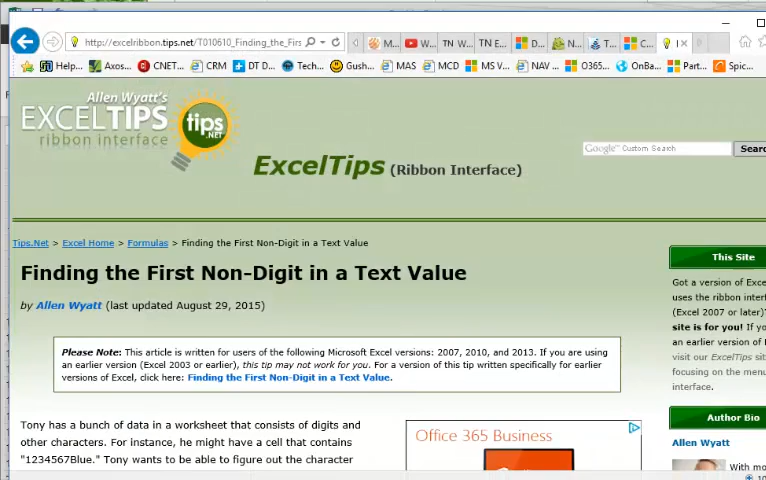 http://excelribbon.tips.net/T010610_Finding_the_Firs
M...
W...
TN W...
TN E...
D...
N...
T...
C...
Help...
Axos...
CNET...
CRM
DT D...
Tech...
Gush...
MAS
MCD
MS V...
NAV ...
O365...
OnBa...
Part...
Spic...
Allen Wyatt's
EXCELTIPS
ribbon interface
tips
.NET
ExcelTips (Ribbon Interface)
Google™ Custom Search
Searc
Tips.Net > Excel Home > Formulas > Finding the First Non-Digit in a Text Value
Finding the First Non-Digit in a Text Value
by Allen Wyatt (last updated August 29, 2015)
Please Note: This article is written for users of the following Microsoft Excel versions: 2007, 2010, and 2013. If you are using
an earlier version (Excel 2003 or earlier), this tip may not work for you. For a version of this tip written specifically for earlier
versions of Excel, click here: Finding the First Non-Digit in a Text Value.
Tony has a bunch of data in a worksheet that consists of digits and
other characters. For instance, he might have a cell that contains
"1234567Blue." Tony wants to be able to figure out the character
Office 365 Business
This Site
Got a version of Exce
uses the ribbon interf
(Excel 2007 or later)?
site is for you! If yo
an earlier version of E
visit our ExcelTips sit
focusing on the menu
interface.
Author Bio
Allen Wyatt
With mo